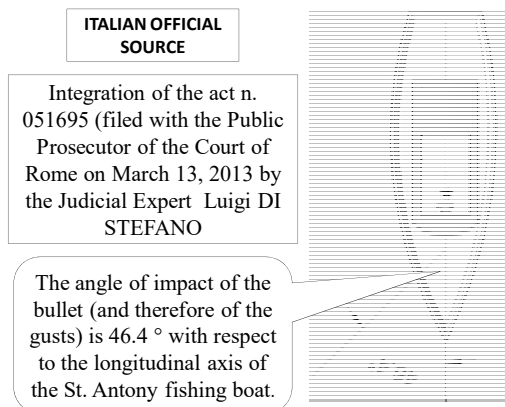 ITALIAN OFFICIAL
SOURCE
Integration of the act n.
051695 (filed with the Public
Prosecutor of the Court of
Rome on March 13, 2013 by
the Judicial Expert Luigi DI
STEFANO
The angle of impact of the
bullet (and therefore of the
gusts) is 46.4 ° with respect
to the longitudinal axis of
the St. Antony fishing boat.